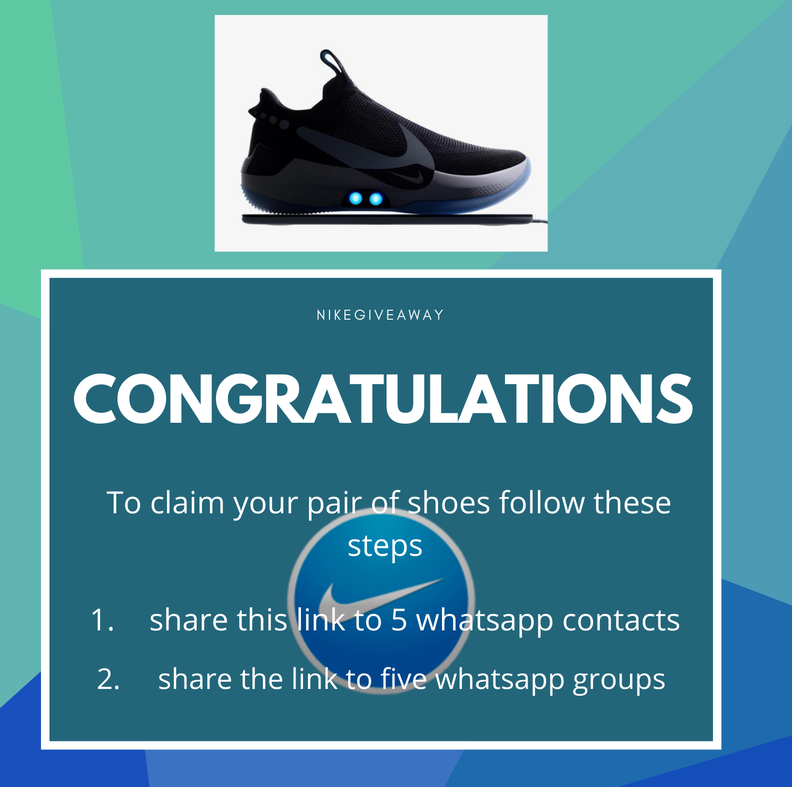 NIKEGIVEAWAY
CONGRATULATIONS
To claim your pair of shoes follow these
steps
1. share this link to 5 whatsapp contacts
2. share the link to five whatsapp groups